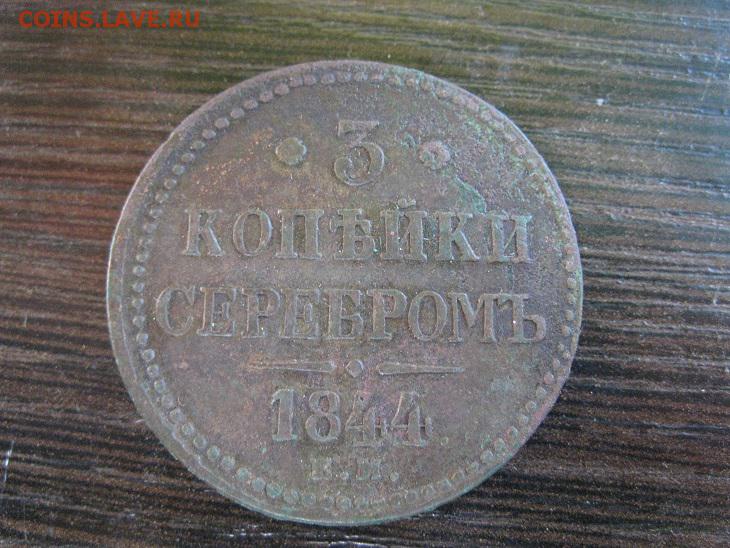 COINS.LAVE.RU
· 3 ·
КОПѢЙКИ
СЕРЕБРОМЪ
1844.
Е.М.